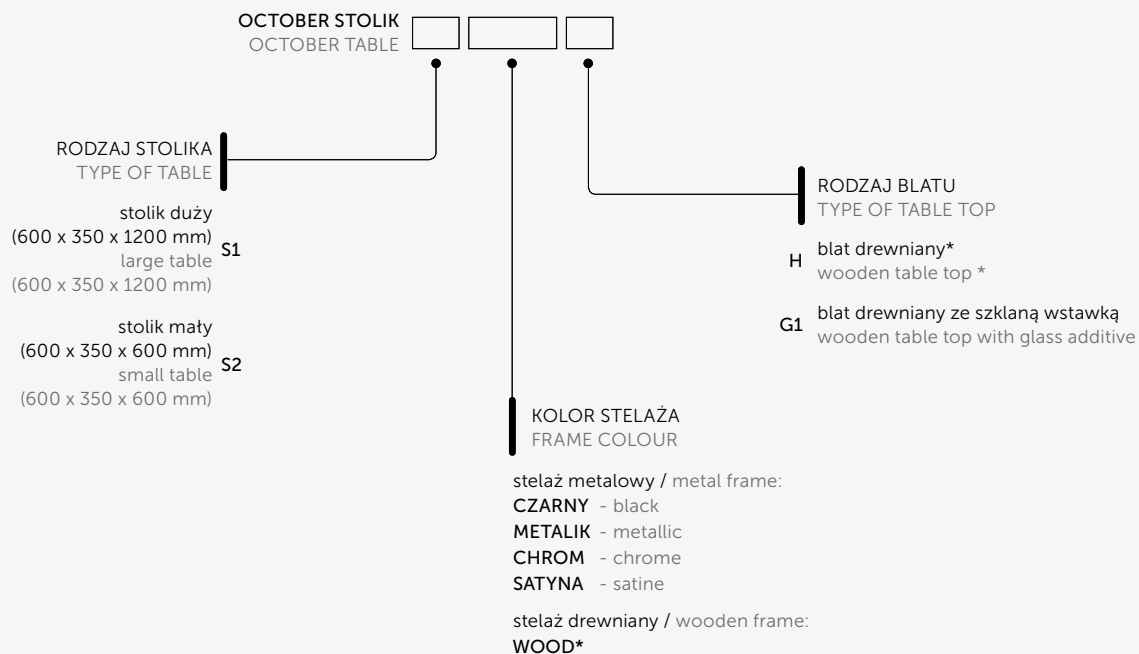 OCTOBER STOLIK
OCTOBER TABLE
RODZAJ STOLIKA
TYPE OF TABLE
stolik duży
(600 x 350 x 1200 mm)
large table
(600 x 350 x 1200 mm)
S1
stolik mały
(600 x 350 x 600 mm)
small table
(600 x 350 x 600 mm)
S2
KOLOR STELAŻA
FRAME COLOUR
stelaż metalowy / metal frame:
CZARNY - black
METALIK - metallic
CHROM - chrome
SATYNA - satine
stelaż drewniany / wooden frame:
WOOD*
RODZAJ BLATU
TYPE OF TABLE TOP
H blat drewniany*
wooden table top *
G1 blat drewniany ze szklaną wstawką
wooden table top with glass additive